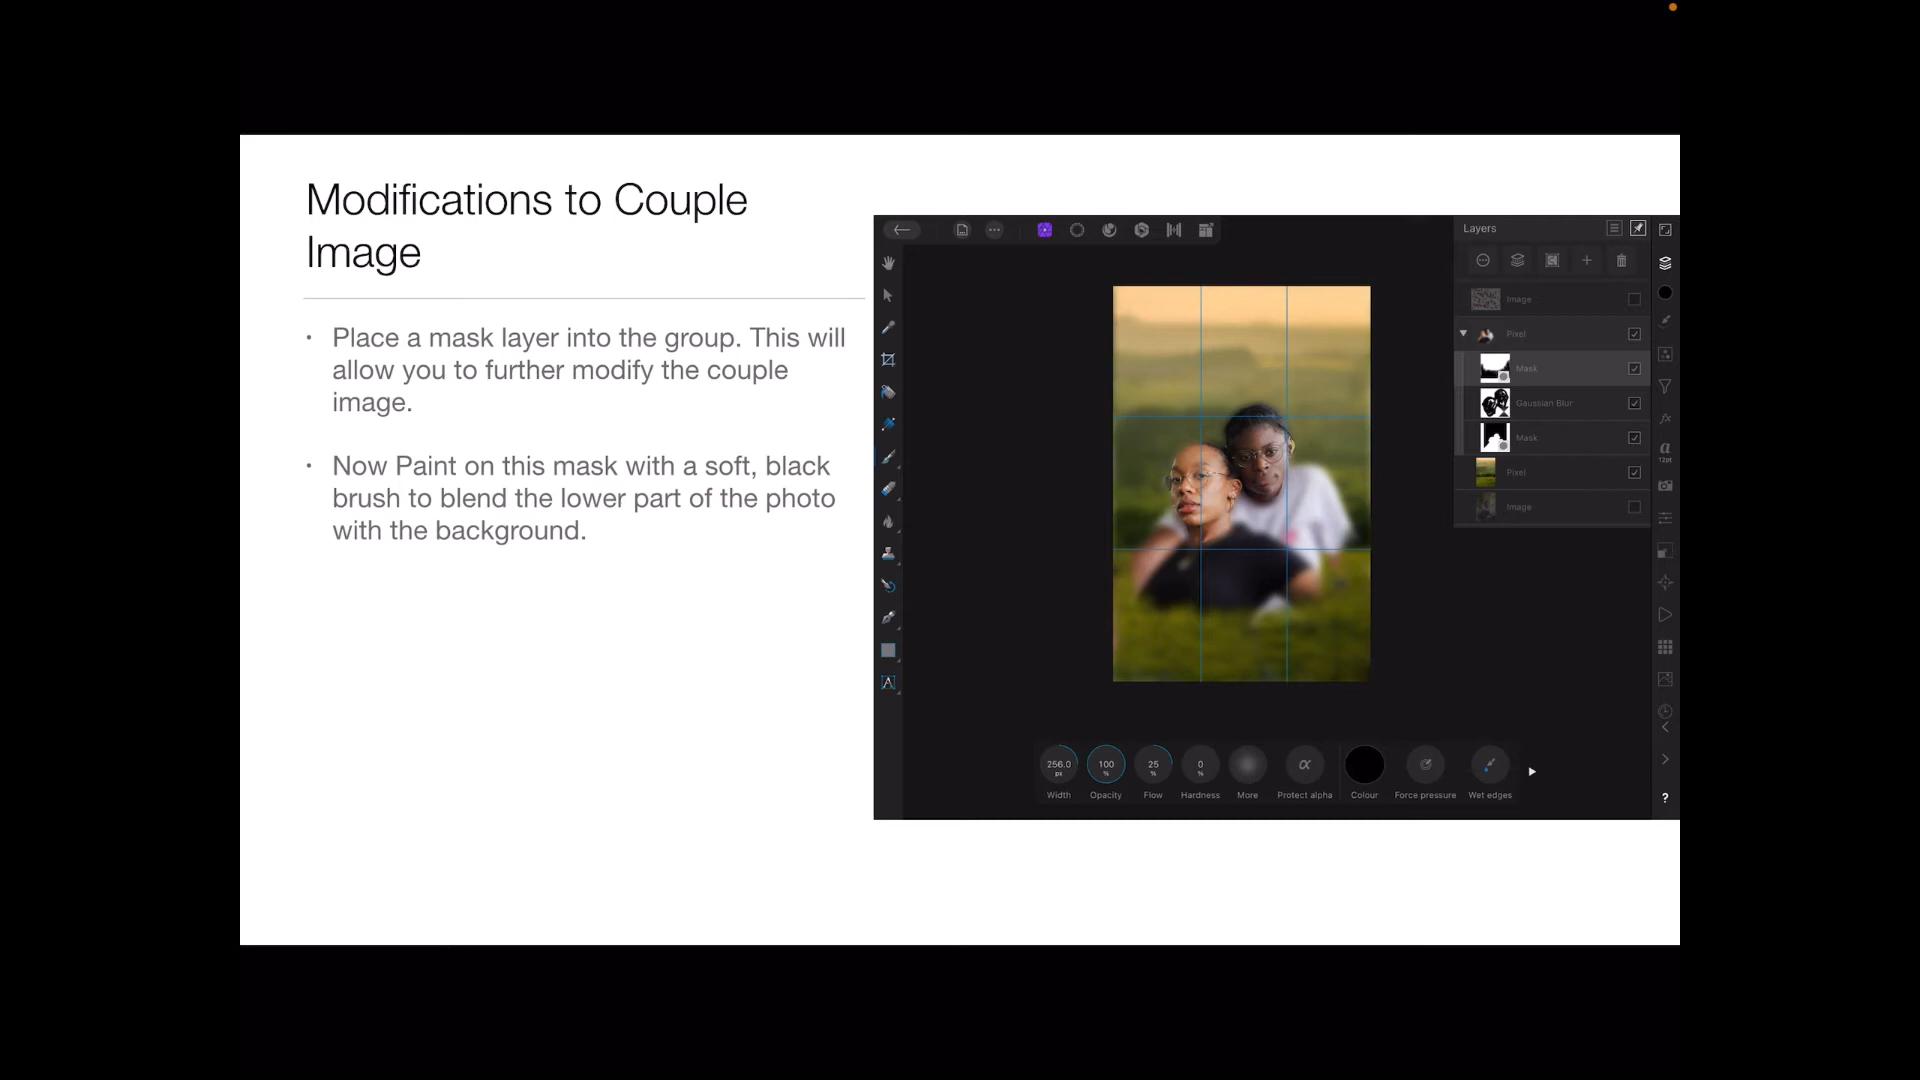 Modifications to Couple
Image
• Place a mask layer into the group. This will
allow you to further modify the couple
image.
• Now Paint on this mask with a soft, black
brush to blend the lower part of the photo
with the background.
Layers
Image
Pixel
Mask
Gaussian Blur
Mask
Pixel
Image
a
12pt
A
256.0 px
100 %
25 %
0 %
α
Width
Opacity
Flow
Hardness
More
Protect alpha
Colour
Force pressure
Wet edges
?